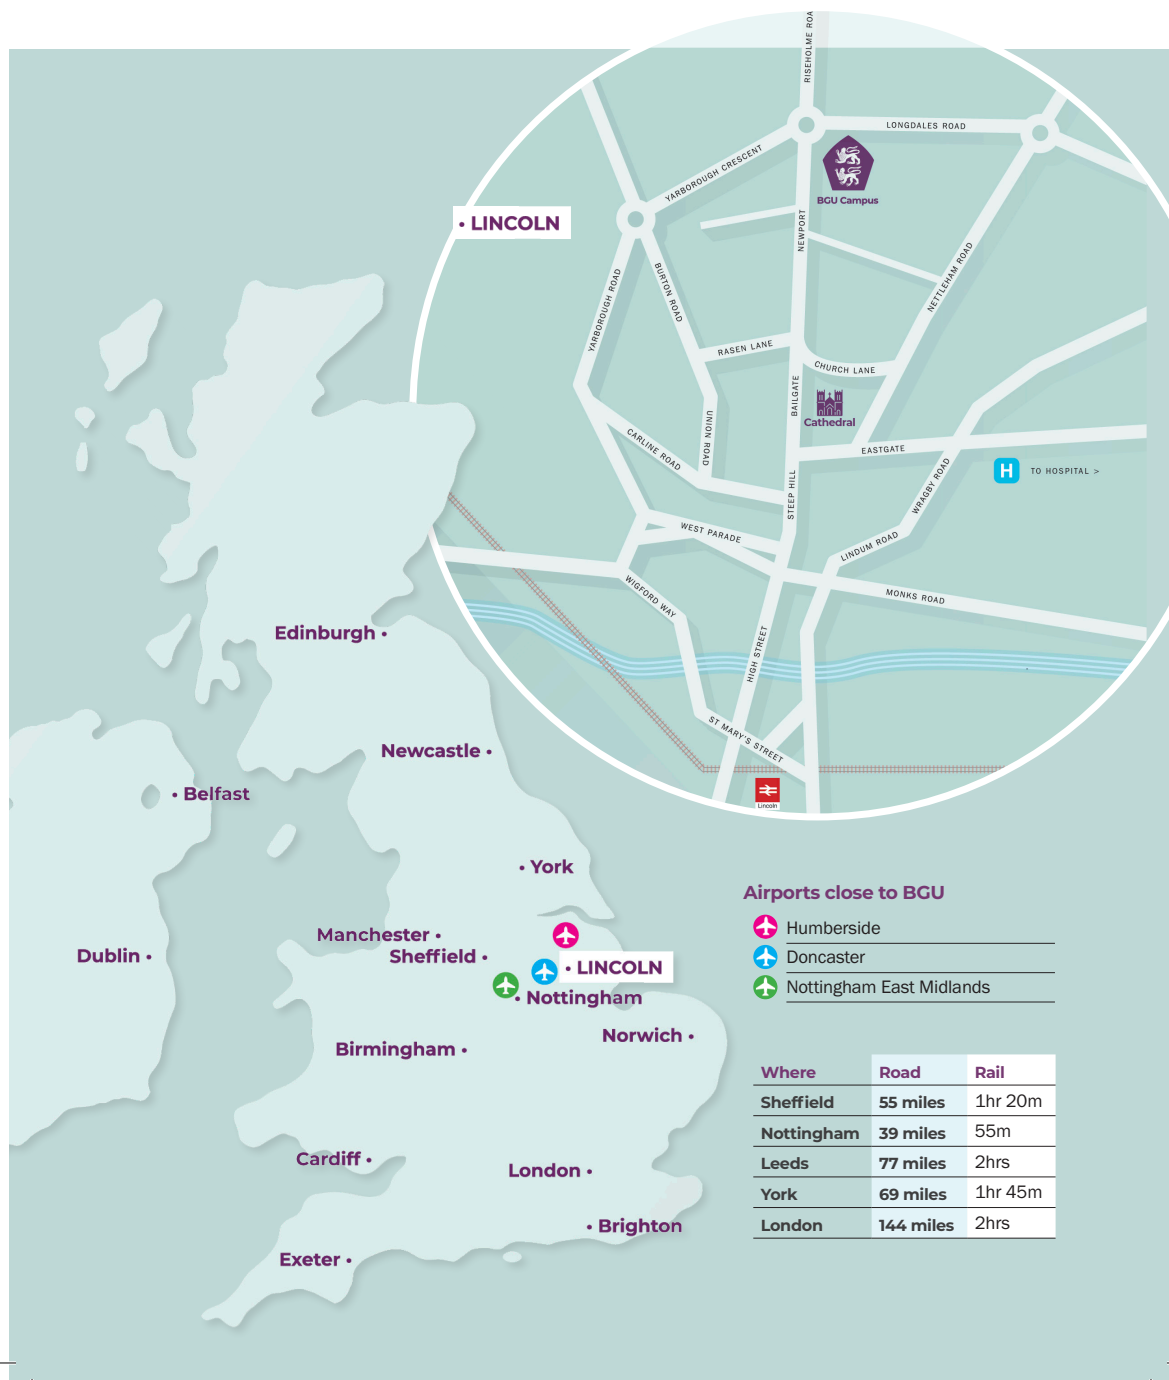 RISEHOLME ROA
LONGDALES ROAD
YARBOROUGH CRESCENT
BGU Campus
• LINCOLN
NEWPORT
NETTLEHAM ROAD
YARBOROUGH ROAD
BURTON ROAD
RASEN LANE
CHURCH LANE
BAILGATE
Cathedral
UNION ROAD
CARLINE ROAD
EASTGATE
H
TO HOSPITAL >
WRAGBY ROAD
STEEP HILL
WEST PARADE
LINDUM ROAD
WIGFORD WAY
MONKS ROAD
HIGH STREET
ST MARY'S STREET
Lincoln
Edinburgh •
Newcastle •
• Belfast
• York
Manchester •
Dublin •
Sheffield •
• LINCOLN
• Nottingham
Norwich •
Birmingham •
Cardiff •
London •
• Brighton
Exeter •
Airports close to BGU
Humberside
Doncaster
Nottingham East Midlands
Where Road Rail
Sheffield 55 miles 1hr 20m
Nottingham 39 miles 55m
Leeds 77 miles 2hrs
York 69 miles 1hr 45m
London 144 miles 2hrs